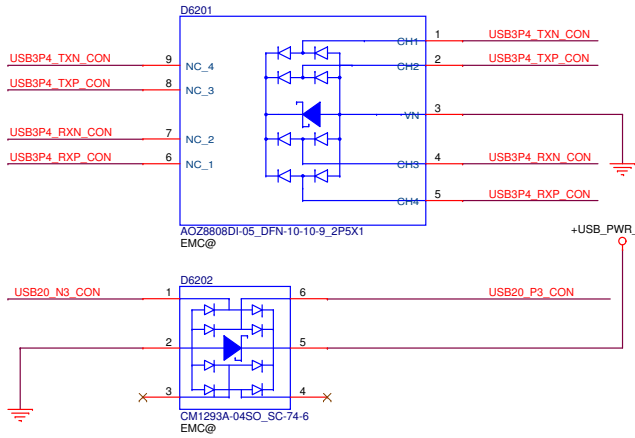 D6201
USB3P4_TXN_CON 9 NC_4 CH1 1 USB3P4_TXN_CON
USB3P4_TXP_CON 8 NC_3 CH2 2 USB3P4_TXP_CON
VN 3
USB3P4_RXN_CON 7 NC_2
USB3P4_RXP_CON 6 NC_1 CH3 4 USB3P4_RXN_CON
CH4 5 USB3P4_RXP_CON
AOZ8808DI-05_DFN-10-10-9_2P5X1
EMC@
+USB_PWR_
D6202
USB20_N3_CON 1 6 USB20_P3_CON
2 5
3 4
CM1293A-04SO_SC-74-6
EMC@